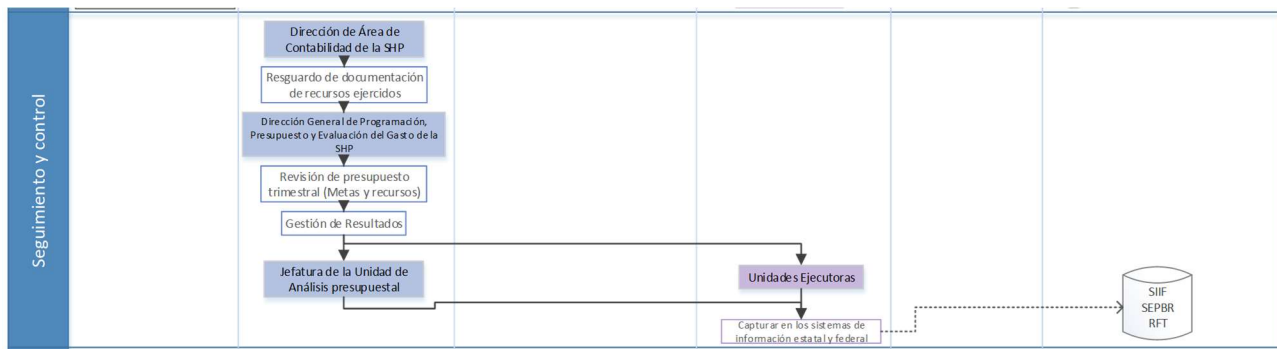 Seguimiento y control
Dirección de Área de
Contabilidad de la SHP
Resguardo de documentación
de recursos ejercidos
Dirección General de Programación,
Presupuesto y Evaluación del Gasto de la
SHP
Revisión de presupuesto
trimestral (Metas y recursos)
Gestión de Resultados
Jefatura de la Unidad de
Análisis presupuestal
Unidades Ejecutoras
Capturar en los sistemas de
información estatal y federal
SIIF
SEPBR
RFT